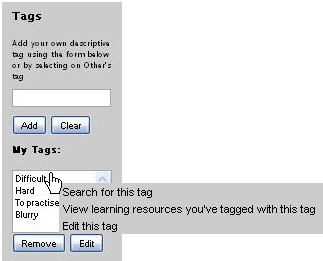 Tags
Add your own descriptive
tag using the form below
or by selecting on Other's
tag
Add Clear
My Tags:
Difficult
Hard
To practise
Blurry
Search for this tag
View learning resources you've tagged with this tag
Edit this tag
Remove Edit